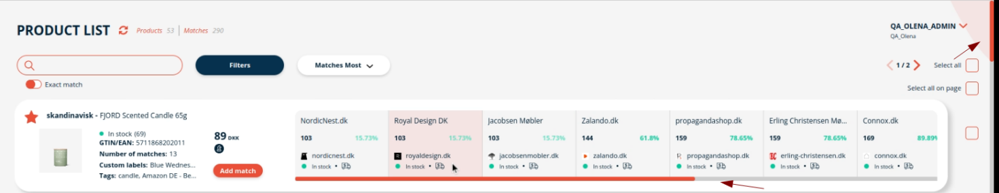 PRODUCT LIST Products 53 | Matches 290
QA_OLENA_ADMIN
QA_Olena
Filters
Matches Most
1 / 2
Select all
Exact match
Select all on page
skandinavisk - FJORD Scented Candle 65g
In stock (69)
GTIN/EAN: 5711868202011
Number of matches: 13
Custom labels: Blue Wednes...
Tags: candle, Amazon DE - Be...
89 DKK
Add match
NordicNest.dk
103 15.73%
nordicnest.dk
In stock •
Royal Design DK
103 15.73%
royaldesign.dk
In stock •
Jacobsen Møbler
103 15.73%
jacobsenmobler.dk
In stock •
Zalando.dk
144 61.8%
zalando.dk
In stock •
propagandashop.dk
159 78.65%
propagandashop.dk
In stock •
Erling Christensen Mø...
159 78.65%
erling-christensen.dk
In stock •
Connox.dk
169 89.89%
connox.dk
In stock •